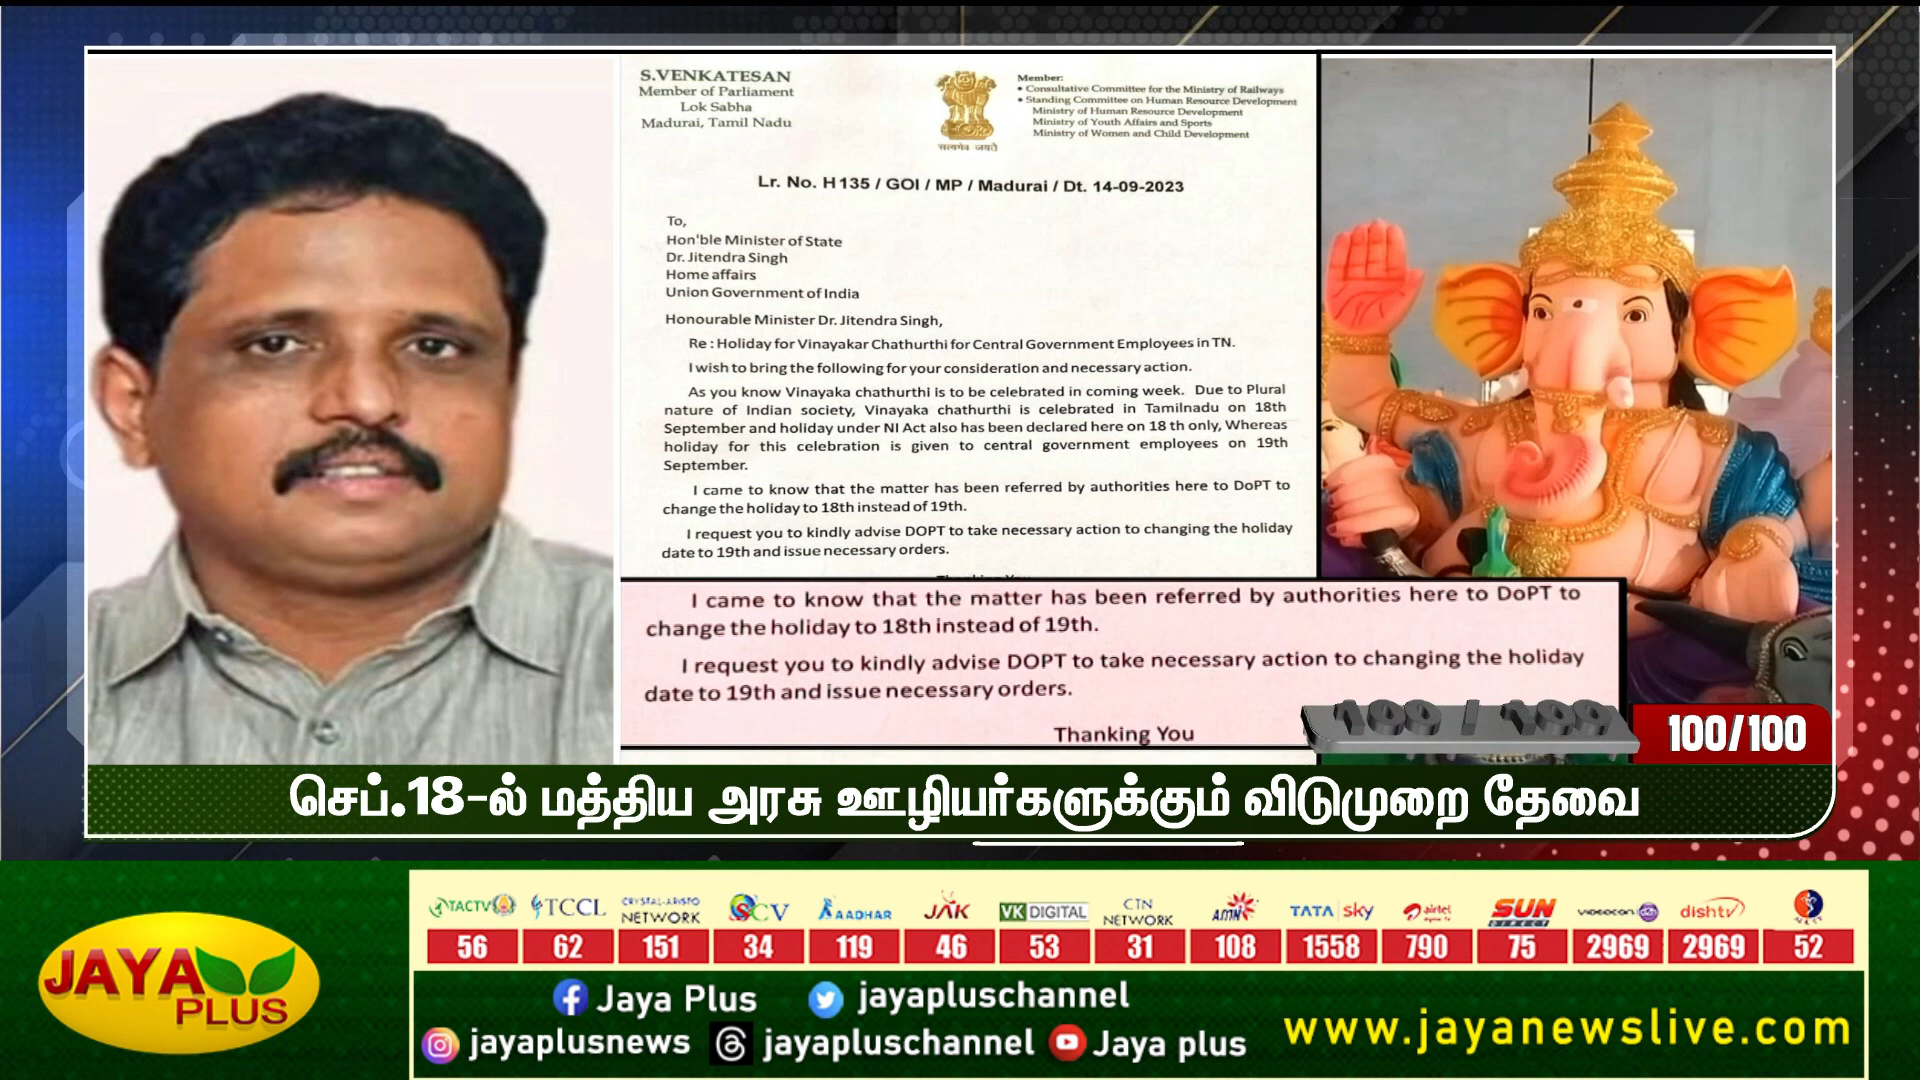 S.VENKATESAN
Member of Parliament
Lok Sabha
Madurai, Tamil Nadu
सत्यमेव जयते
Member:
• Consultative Committee for the Ministry of Railways
• Standing Committee on Human Resource Development
Ministry of Human Resource Development
Ministry of Youth Affairs and Sports
Ministry of Women and Child Development
Lr. No. H135 / GOI / MP / Madurai / Dt. 14-09-2023
To,
Hon'ble Minister of State
Dr. Jitendra Singh
Home affairs
Union Government of India
Honourable Minister Dr. Jitendra Singh,
Re : Holiday for Vinayakar Chathurthi for Central Government Employees in TN.
I wish to bring the following for your consideration and necessary action.
As you know Vinayaka chathurthi is to be celebrated in coming week. Due to Plural
nature of Indian society, Vinayaka chathurthi is celebrated in Tamilnadu on 18th
September and holiday under NI Act also has been declared here on 18 th only, Whereas
holiday for this celebration is given to central government employees on 19th
September.
I came to know that the matter has been referred by authorities here to DoPT to
change the holiday to 18th instead of 19th.
I request you to kindly advise DOPT to take necessary action to changing the holiday
date to 19th and issue necessary orders.
I came to know that the matter has been referred by authorities here to DoPT to
change the holiday to 18th instead of 19th.
I request you to kindly advise DOPT to take necessary action to changing the holiday
date to 19th and issue necessary orders.
Thanking You
100 / 100
100/100
செப்.18-ல் மத்திய அரசு ஊழியர்களுக்கும் விடுமுறை தேவை
JAYA PLUS
TACTV TCCL CRYSTAL-ARISTO NETWORK SCV AADHAR JAK VK DIGITAL CTN NETWORK AMN TATA SKY airtel SUN DIRECT VIDEOCON d2h dishtv
56 62 151 34 119 46 53 31 108 1558 790 75 2969 2969 52
Jaya Plus jayapluschannel
jayaplusnews jayapluschannel Jaya plus
www.jayanewslive.com